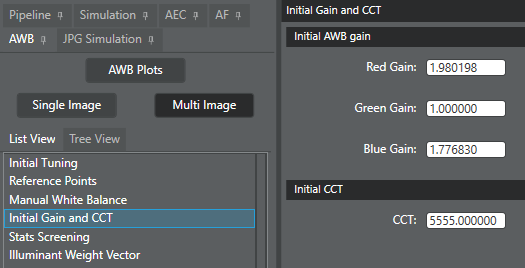 Pipeline Simulation AEC AF
AWB JPG Simulation
AWB Plots
Single Image Multi Image
List View Tree View
Initial Tuning
Reference Points
Manual White Balance
Initial Gain and CCT
Stats Screening
Illuminant Weight Vector
Initial Gain and CCT
Initial AWB gain
Red Gain: 1.980198
Green Gain: 1.000000
Blue Gain: 1.776830
Initial CCT
CCT: 5555.000000